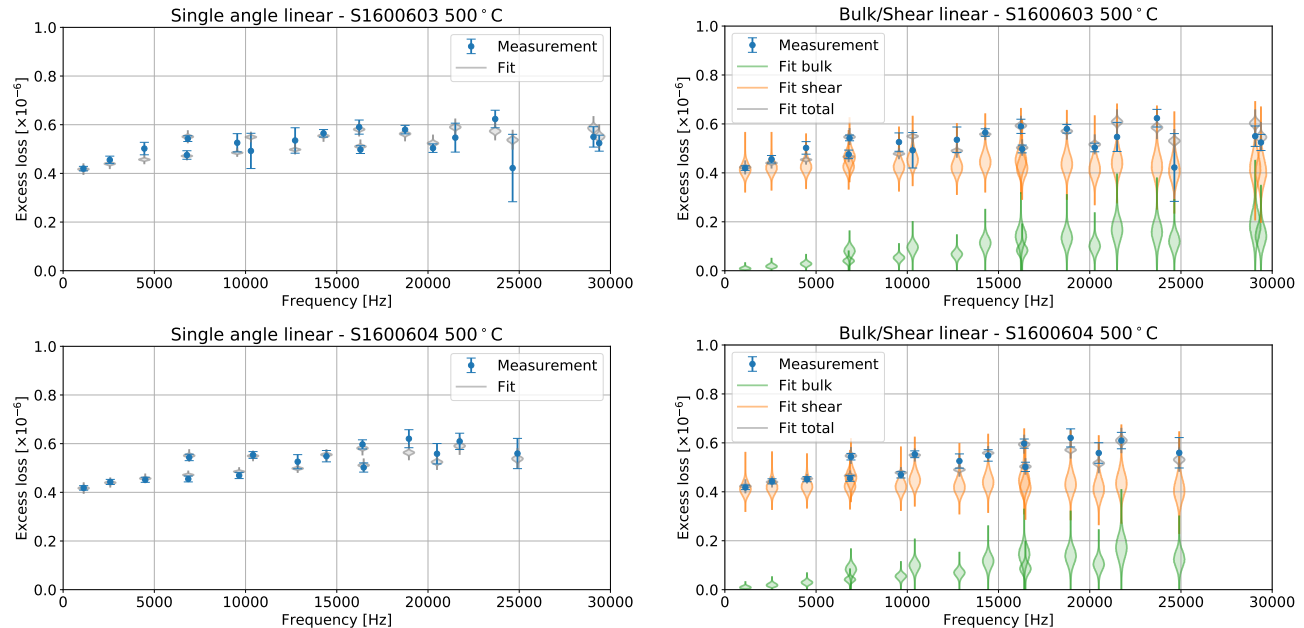 Single angle linear - S1600603 500°C
Excess loss [×10⁻⁶]
1.0
0.8
0.6
0.4
0.2
0.0
Measurement
Fit
0 5000 10000 15000 20000 25000 30000
Frequency [Hz]
Bulk/Shear linear - S1600603 500°C
Excess loss [×10⁻⁶]
1.0
0.8
0.6
0.4
0.2
0.0
Measurement
Fit bulk
Fit shear
Fit total
0 5000 10000 15000 20000 25000 30000
Frequency [Hz]
Single angle linear - S1600604 500°C
Excess loss [×10⁻⁶]
1.0
0.8
0.6
0.4
0.2
0.0
Measurement
Fit
0 5000 10000 15000 20000 25000 30000
Frequency [Hz]
Bulk/Shear linear - S1600604 500°C
Excess loss [×10⁻⁶]
1.0
0.8
0.6
0.4
0.2
0.0
Measurement
Fit bulk
Fit shear
Fit total
0 5000 10000 15000 20000 25000 30000
Frequency [Hz]